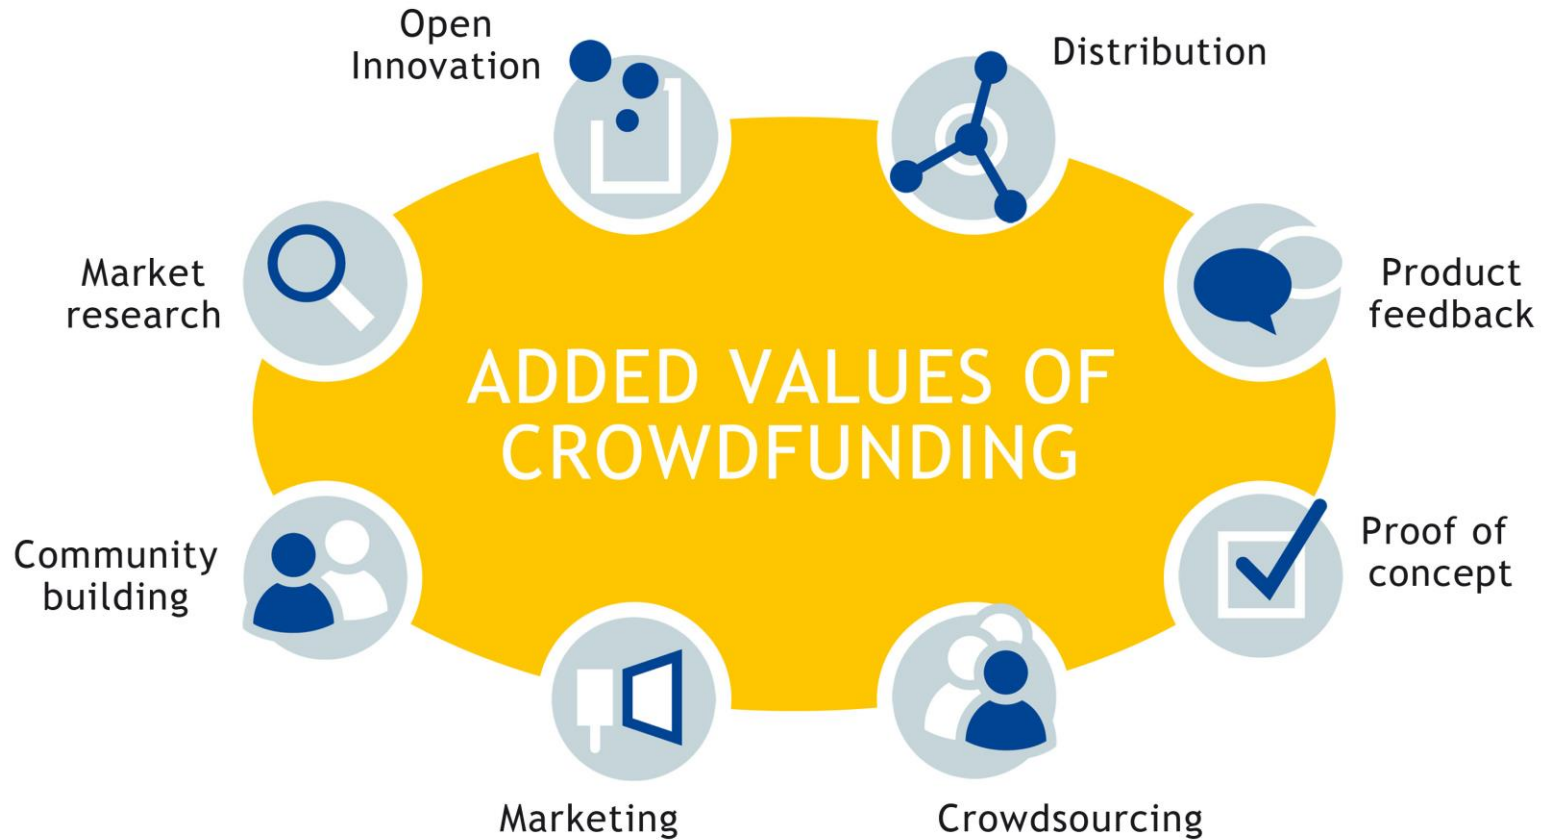 Open
Innovation
Distribution
Market
research
Product
feedback
ADDED VALUES OF
CROWDFUNDING
Community
building
Proof of
concept
Marketing
Crowdsourcing